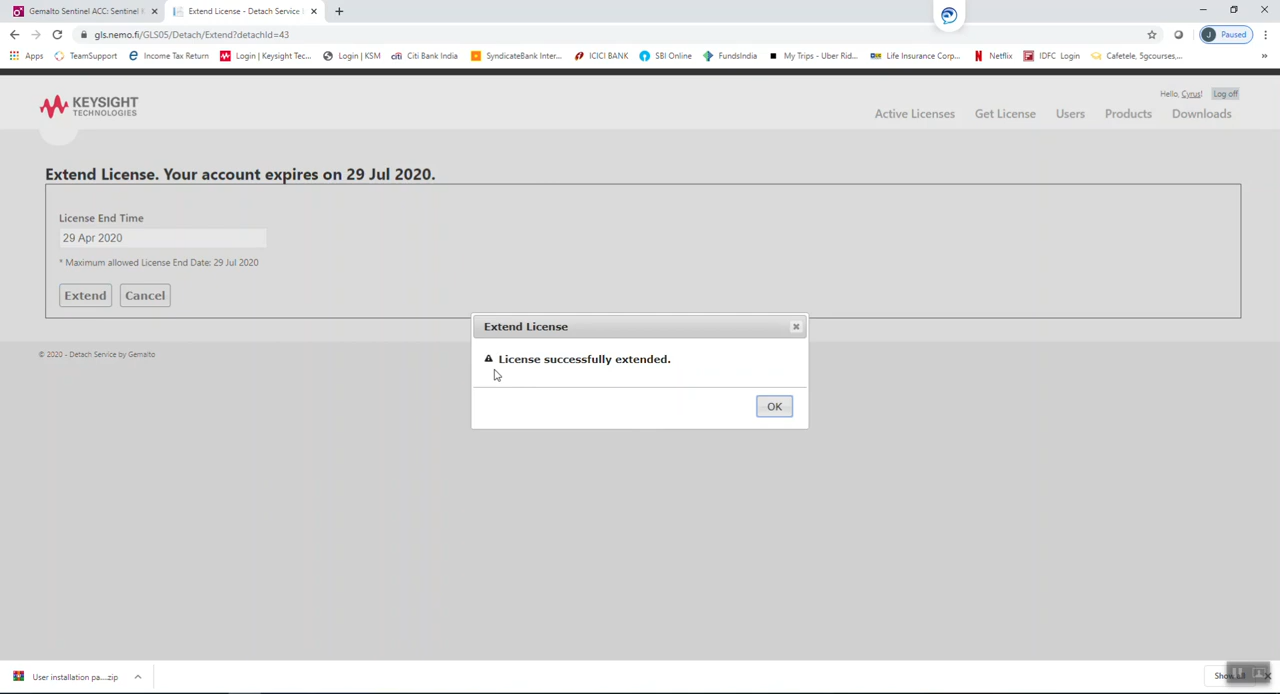 Gemalto Sentinel ACC: Sentinel K
Extend License - Detach Service
gls.nemo.fi/GLS05/Detach/Extend?detachId=43
J
Paused
Apps
TeamSupport
Income Tax Return
Login | Keysight Tec...
Login | KSM
Citi Bank India
SyndicateBank Inter...
ICICI BANK
SBI Online
FundsIndia
My Trips - Uber Rid...
Life Insurance Corp...
Netflix
IDFC Login
Cafetele, Sgcourses,...
KEYSIGHT
TECHNOLOGIES
Hello, Cyrus! Log off
Active Licenses Get License Users Products Downloads
Extend License. Your account expires on 29 Jul 2020.
License End Time
29 Apr 2020
* Maximum allowed License End Date: 29 Jul 2020
Extend Cancel
Extend License
License successfully extended.
OK
© 2020 - Detach Service by Gemalto
User installation pa....zip